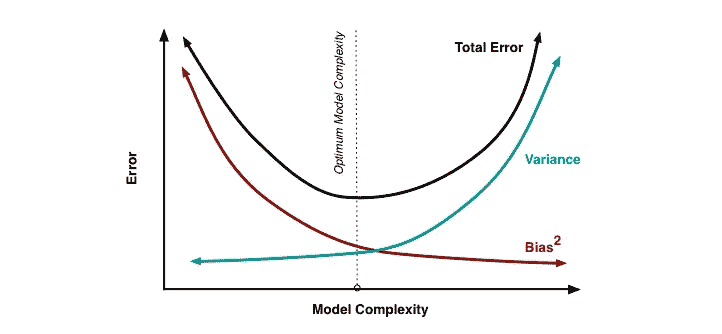 Total Error
Optimum Model Complexity
Error
Variance
Bias²
Model Complexity